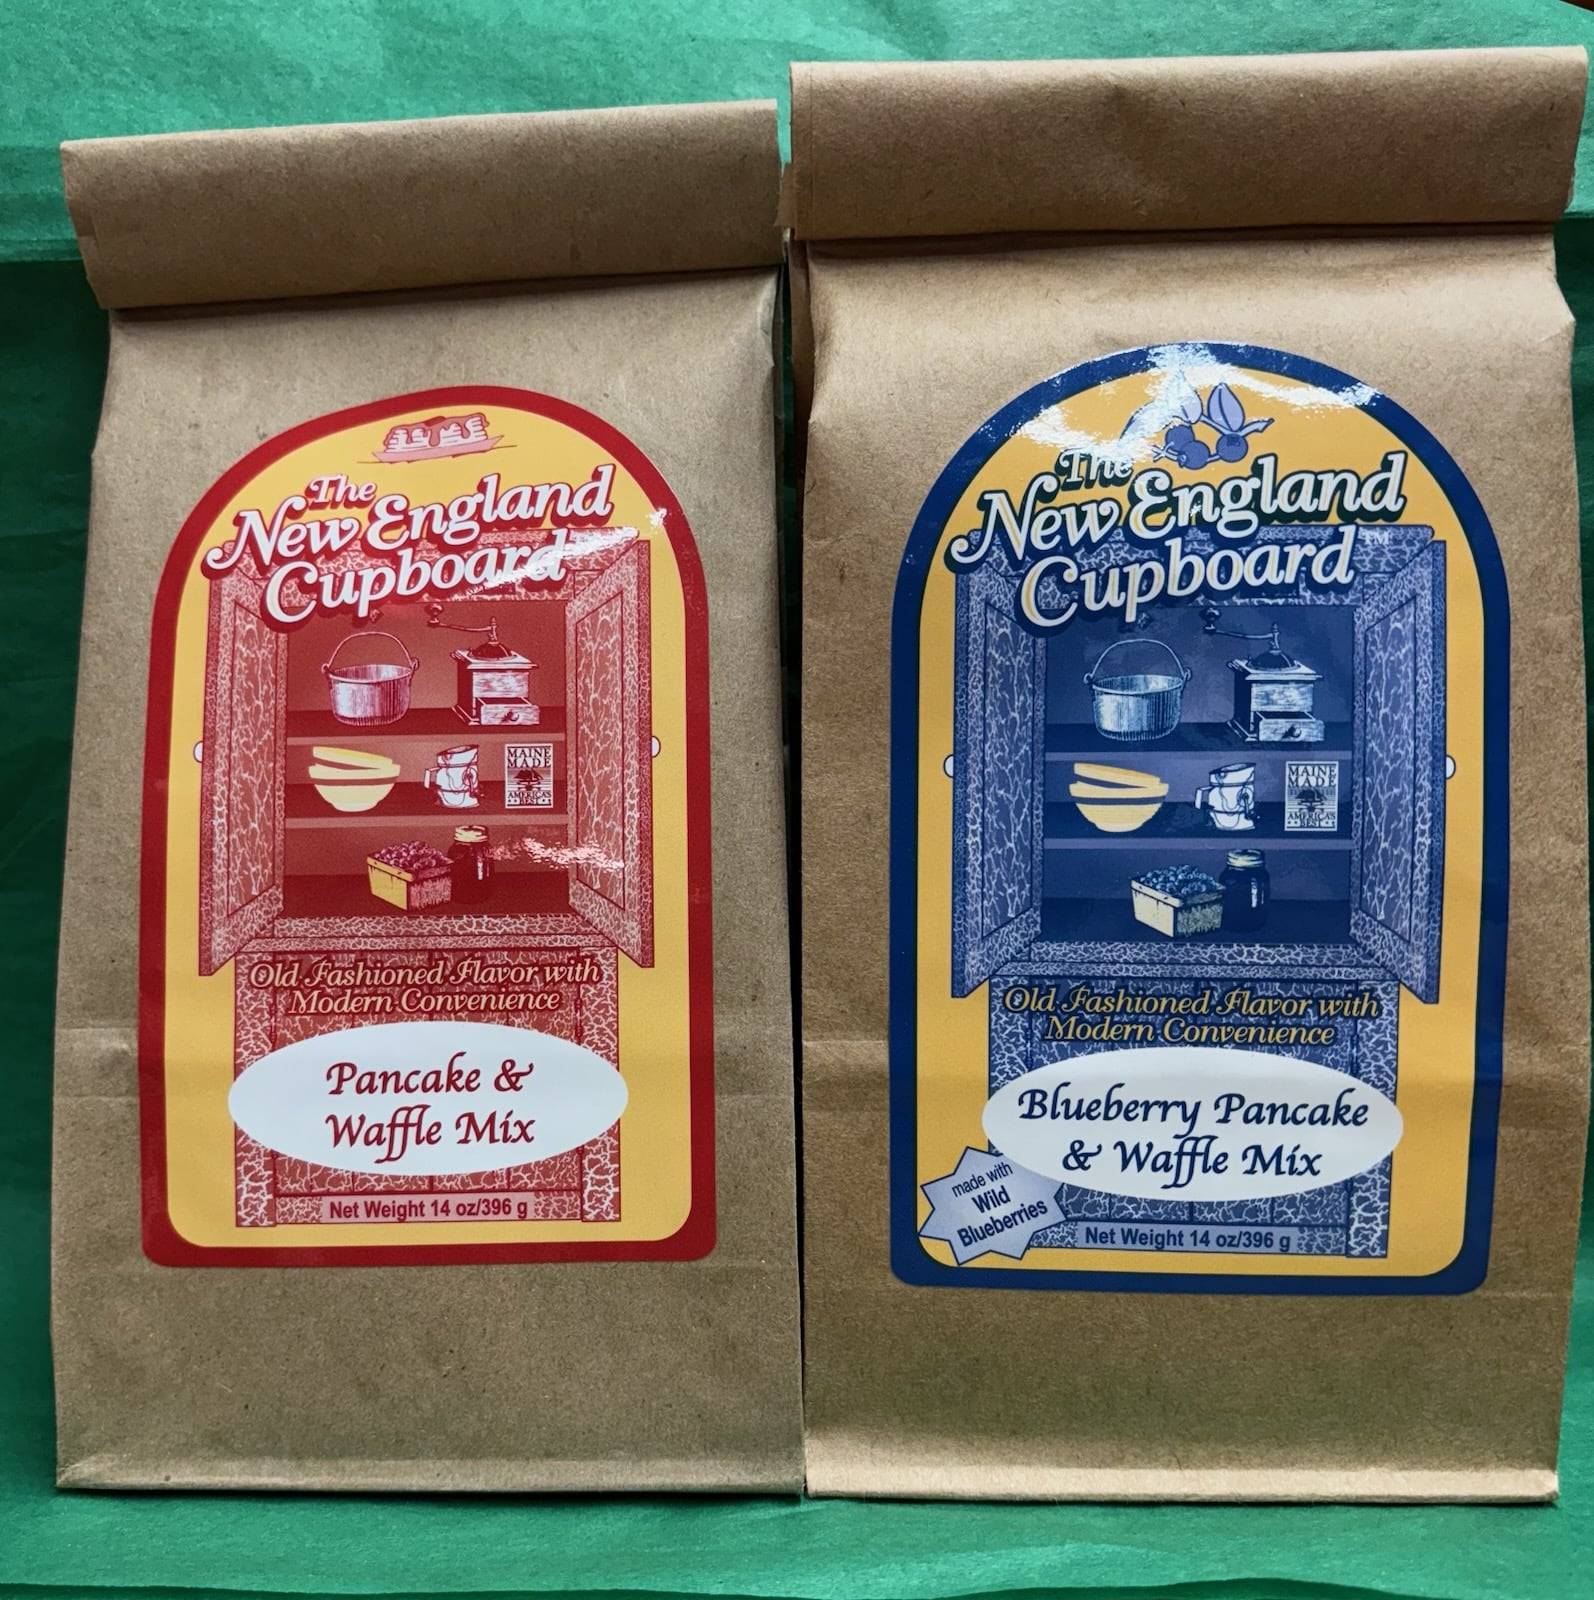 The
New England
Cupboard
MAINE
MADE
AMERICA'S
BEST
Old Fashioned Flavor with
Modern Convenience
Pancake &
Waffle Mix
Net Weight 14 oz/396 g
The
New England
Cupboard™
MAINE
MADE
AMERICA'S
BEST
Old Fashioned Flavor with
Modern Convenience
Blueberry Pancake
& Waffle Mix
made with
Wild
Blueberries
Net Weight 14 oz/396 g